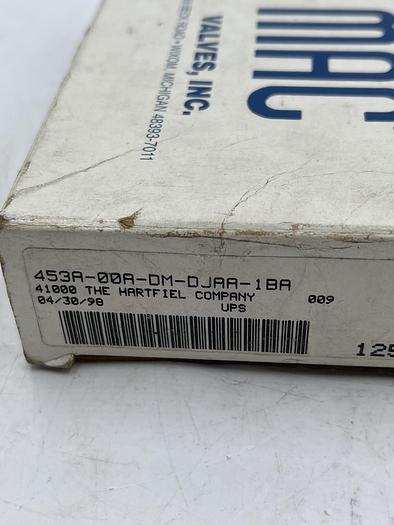 MAC
VALVES, INC.
ROAD • WIXOM, MICHIGAN 48393-7011
453A-00A-DM-DJAA-1BA
41000 THE HARTFIEL COMPANY 009
04/30/98 UPS
125